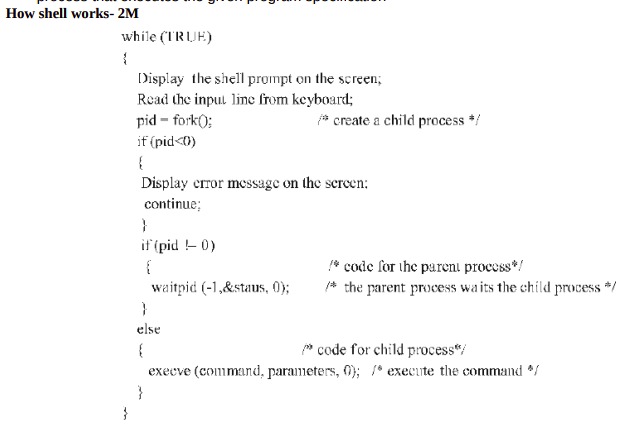 How shell works- 2M
while (TRUE)
{
Display the shell prompt on the screen;
Read the input line from keyboard;
pid = fork(); /* create a child process */
if (pid<0)
{
Display error message on the screen;
continue;
}
if (pid != 0)
{ /* code for the parent process*/
waitpid (-1,&staus, 0); /* the parent process waits the child process */
}
else
{ /* code for child process*/
execve (command, parameters, 0); /* execute the command */
}
}